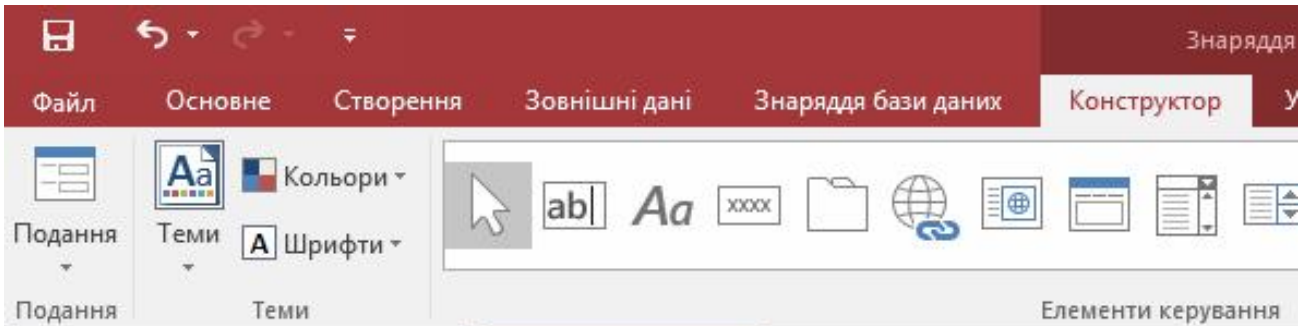 Знаряддя
Файл Основне Створення Зовнішні дані Знаряддя бази даних Конструктор У
Aa Кольори
ab Aa xxxx
Подання Теми A Шрифти
Подання Теми Елементи керування